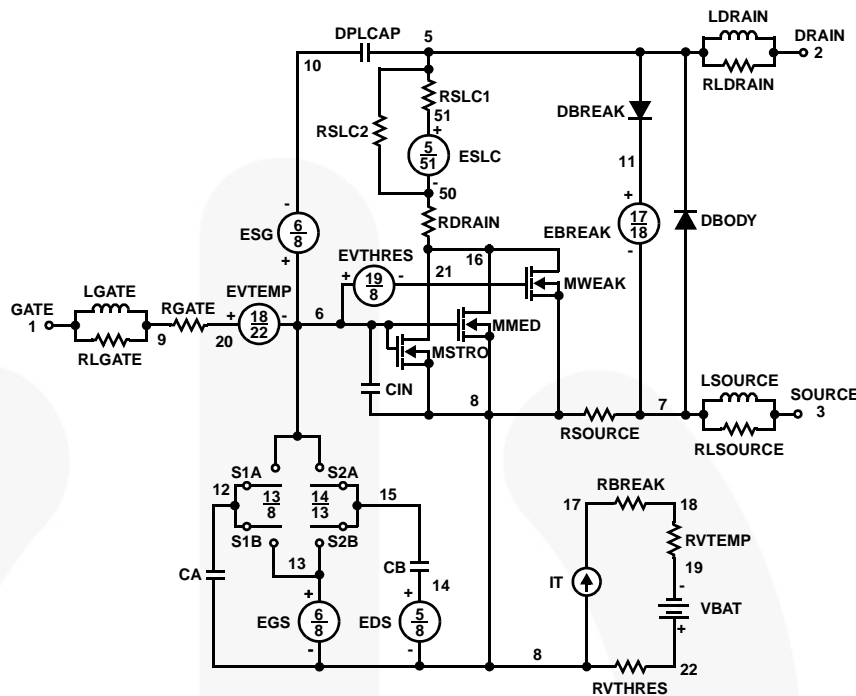 LDRAIN
DPLCAP
5
DRAIN
2
10
RLDRAIN
RSLC1
51
DBREAK
RSLC2
+
5
51
ESLC
-
50
11
-
6
8
ESG
+
RDRAIN
+
17
18
EBREAK
-
DBODY
EVTHRES
+
19
8
-
21
16
MWEAK
LGATE
GATE
1
RGATE
EVTEMP
+
18
22
-
6
9
20
RLGATE
MMED
MSTRO
CIN
8
7
LSOURCE
SOURCE
3
RSOURCE
RLSOURCE
S1A
S2A
12
13
8
14
13
15
S1B
S2B
13
CA
CB
14
+
6
8
EGS
-
+
5
8
EDS
-
RBREAK
17
18
RVTEMP
19
IT
-
VBAT
+
8
22
RVTHRES